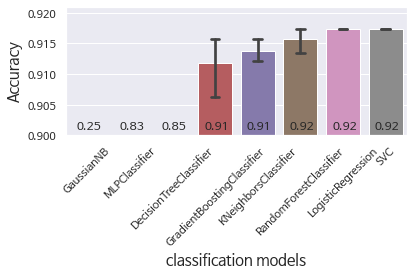 0.920
0.915
0.910
0.905
0.900
Accuracy
0.25 0.83 0.85 0.91 0.91 0.92 0.92 0.92
GaussianNB
MLPClassifier
DecisionTreeClassifier
GradientBoostingClassifier
KNeighborsClassifier
RandomForestClassifier
LogisticRegression
SVC
classification models